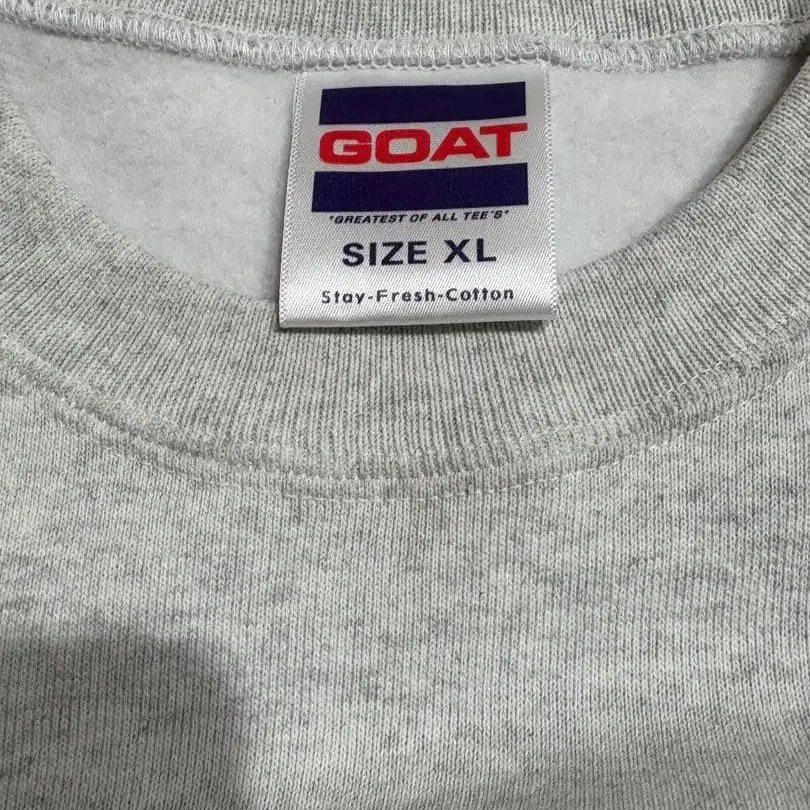 GOAT
"GREATEST OF ALL TEE'S"
SIZE XL
Stay-Fresh-Cotton